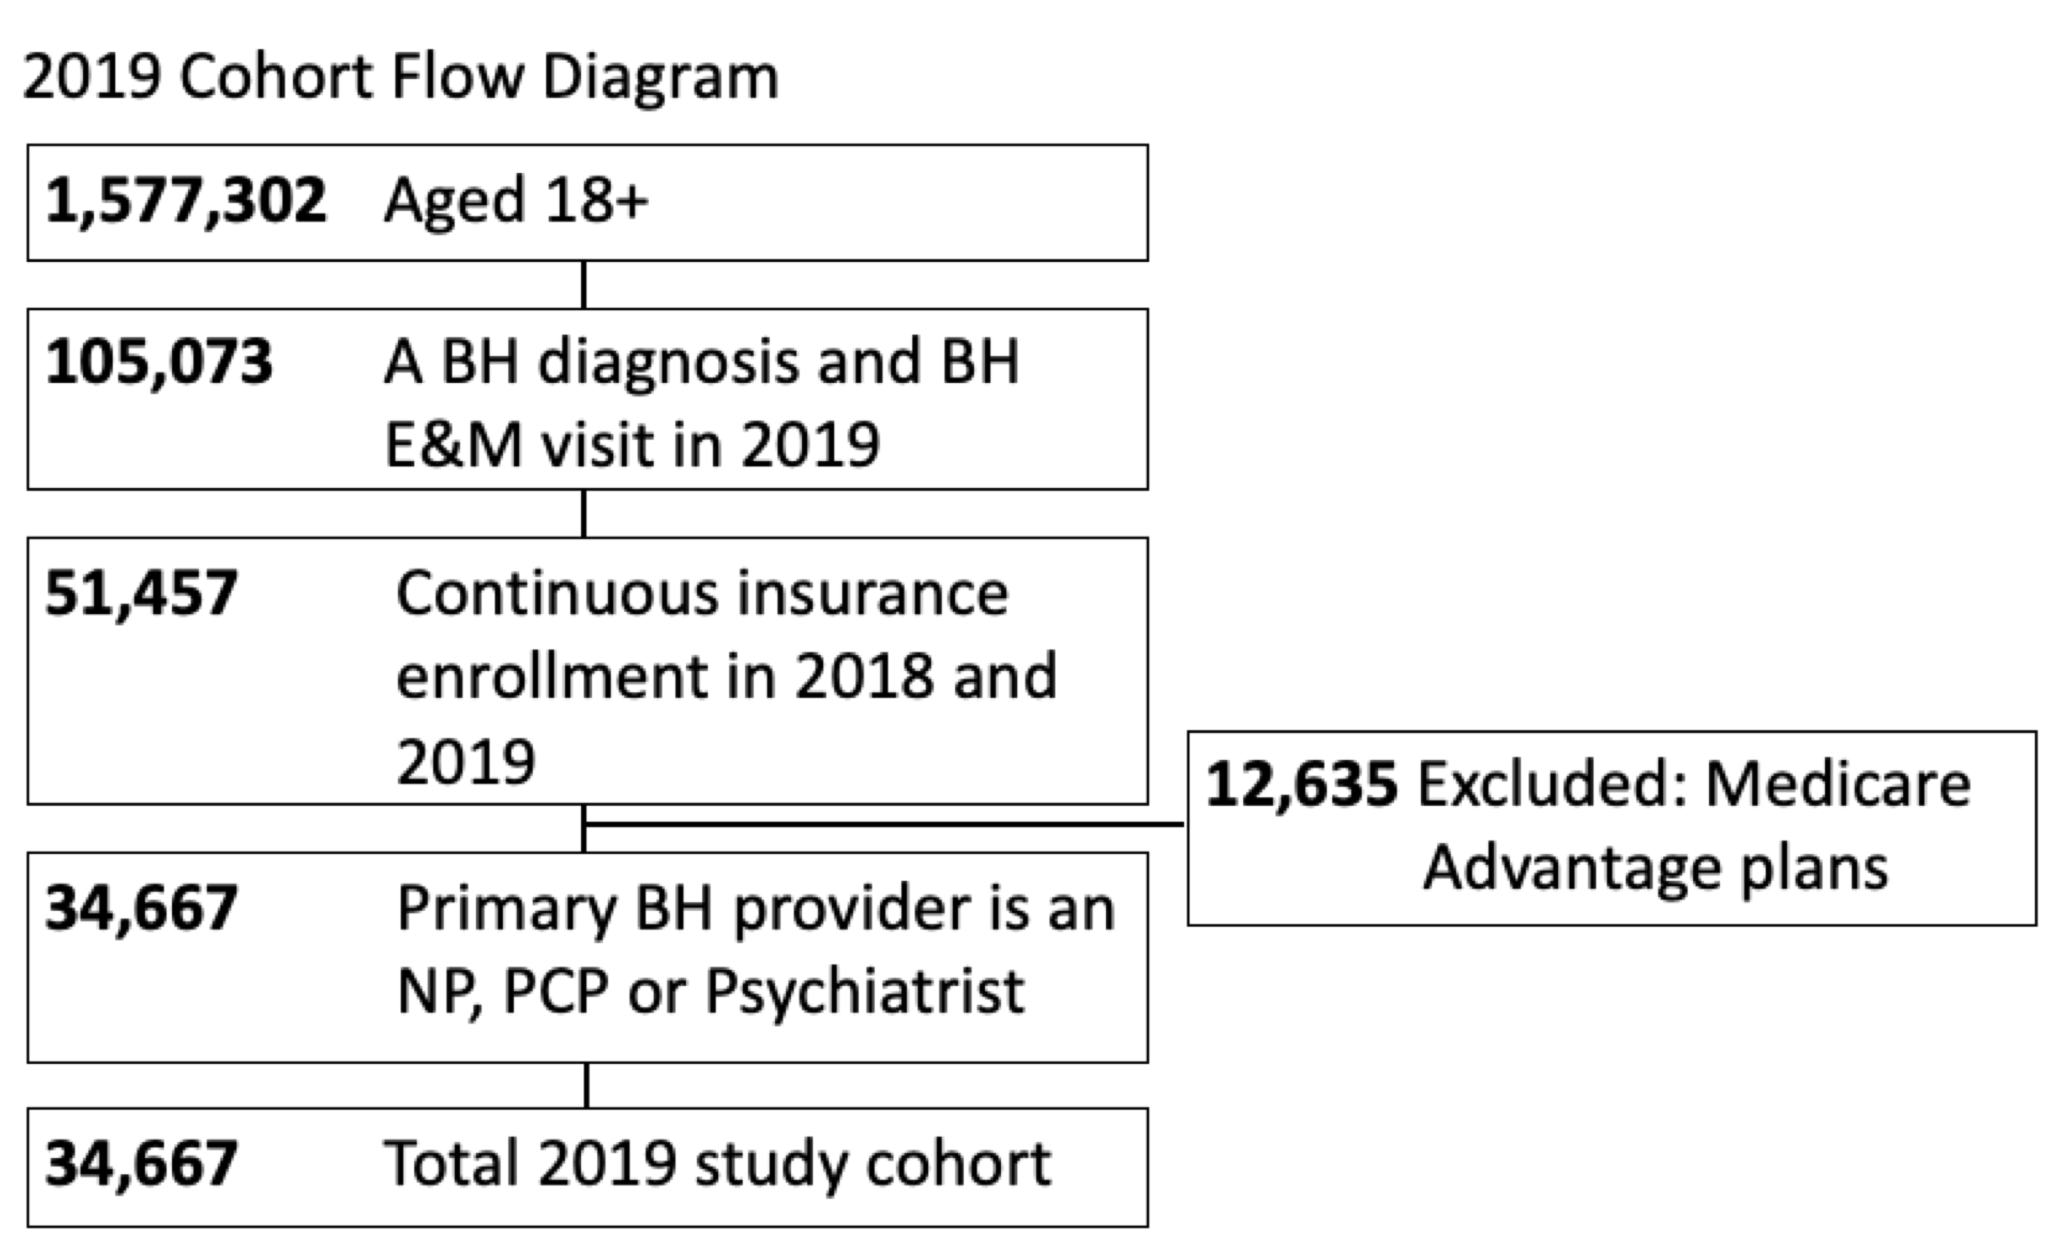 2019 Cohort Flow Diagram
1,577,302 Aged 18+
105,073 A BH diagnosis and BH
E&M visit in 2019
51,457 Continuous insurance
enrollment in 2018 and
2019
12,635 Excluded: Medicare
Advantage plans
34,667 Primary BH provider is an
NP, PCP or Psychiatrist
34,667 Total 2019 study cohort